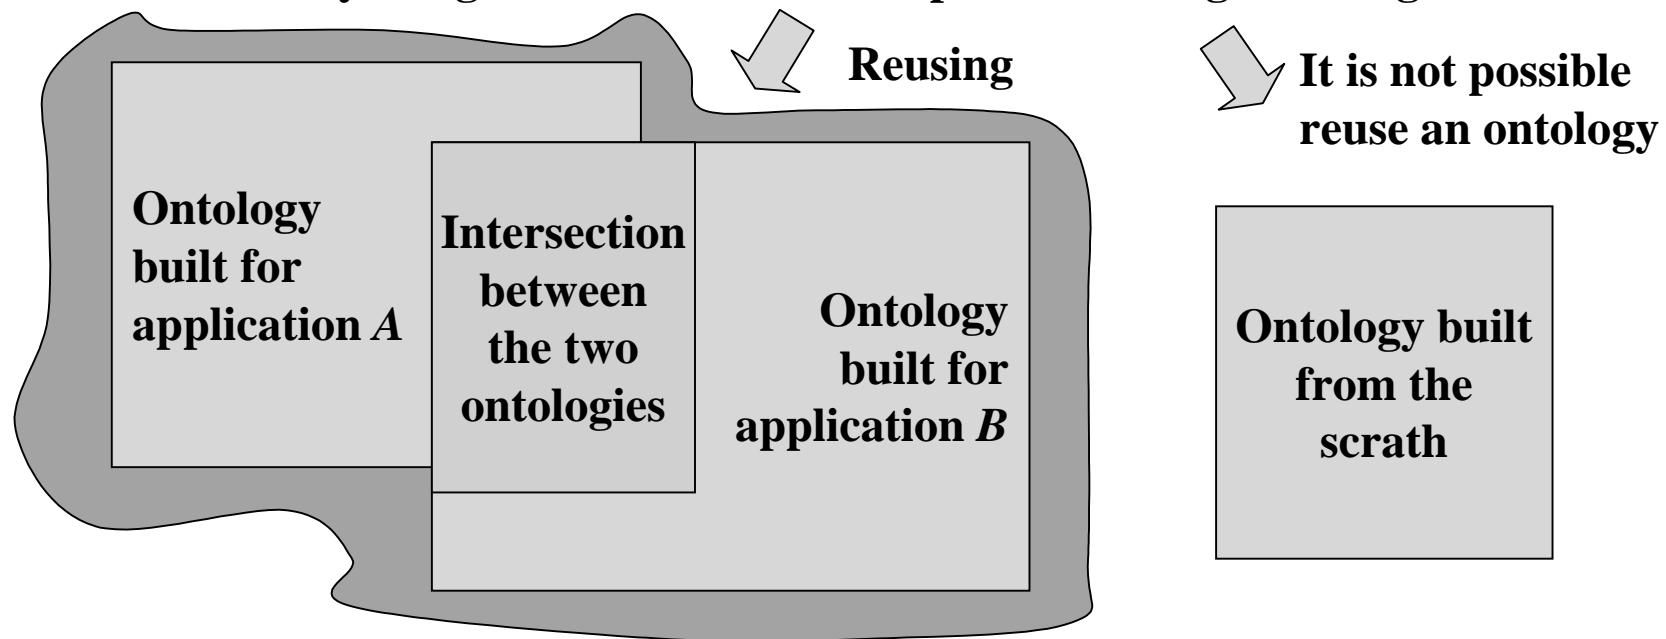 Reusing
It is not possible
reuse an ontology
Ontology
built for
application A
Intersection
between
the two
ontologies
Ontology
built for
application B
Ontology built
from the
scrath